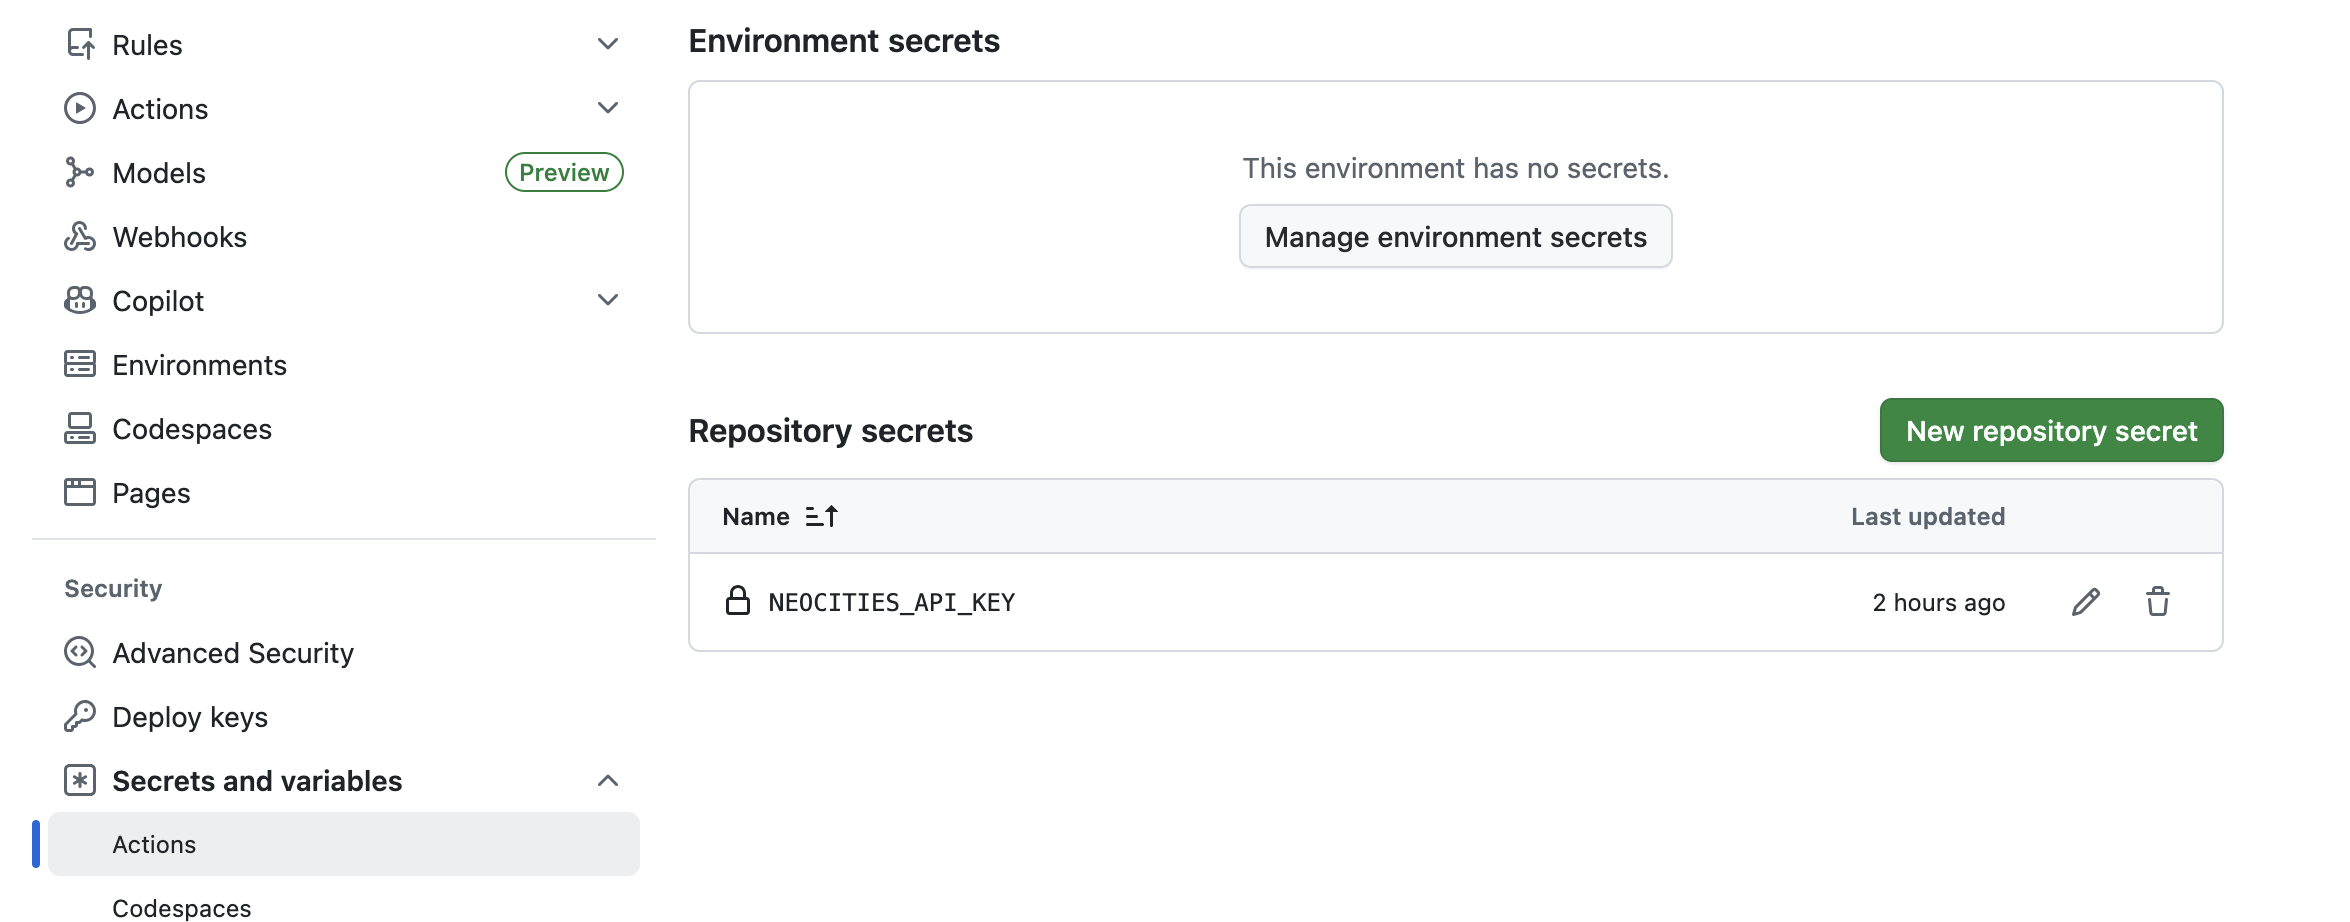 Rules
Actions
Models
Preview
Webhooks
Copilot
Environments
Codespaces
Pages
Security
Advanced Security
Deploy keys
Secrets and variables
Actions
Codespaces
Environment secrets
This environment has no secrets.
Manage environment secrets
Repository secrets
New repository secret
Name
Last updated
NEOCITIES_API_KEY
2 hours ago